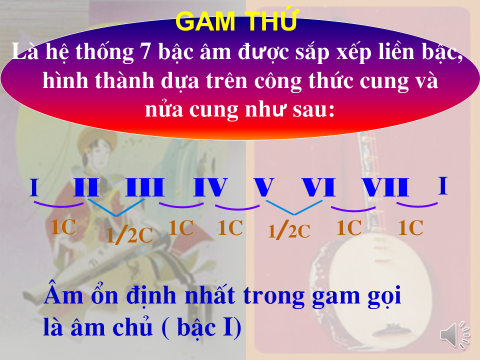 GAM THỨ
Là hệ thống 7 bậc âm được sắp xếp liền bậc,
hình thành dựa trên công thức cung và
nửa cung như sau:
I II III IV V VI VII I
1C 1/2C 1C 1C 1/2C 1C 1C
Âm ổn định nhất trong gam gọi
là âm chủ ( bậc I)